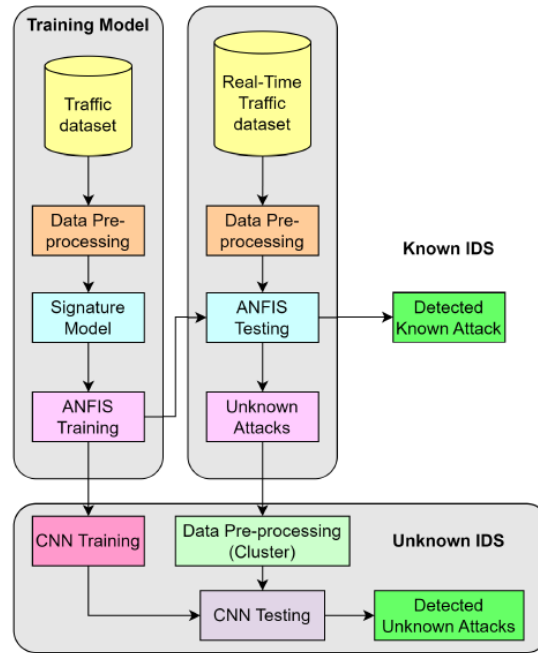 Training Model
Traffic
dataset
Data Pre-
processing
Signature
Model
ANFIS
Training
Real-Time
Traffic
dataset
Data Pre-
processing
ANFIS
Testing
Unknown
Attacks
Known IDS
Detected
Known Attack
CNN Training
Data Pre-processing
(Cluster)
Unknown IDS
CNN Testing
Detected
Unknown Attacks